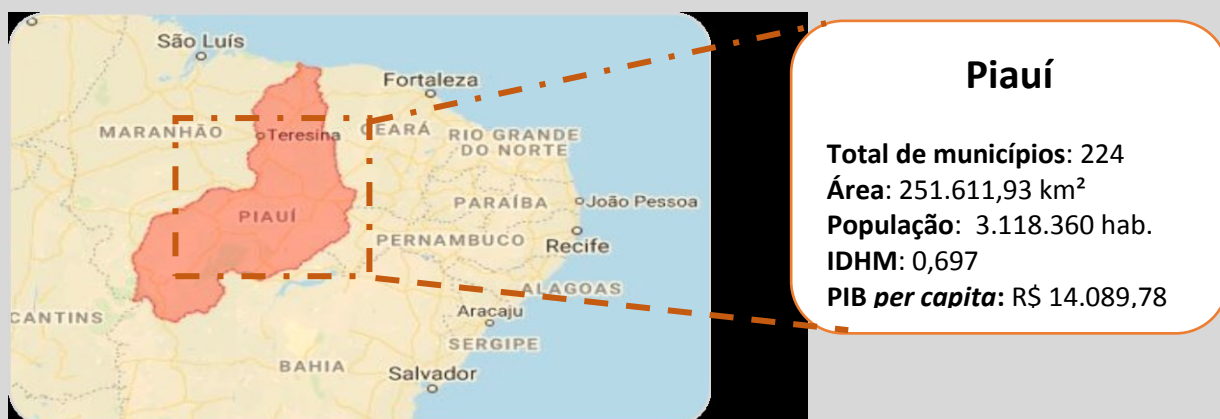 São Luís
Fortaleza
MARANHÃO
Teresina
CEARÁ
RIO GRANDE
DO NORTE
PIAUÍ
PARAÍBA
João Pessoa
PERNAMBUCO
Recife
ALAGOAS
CANTINS
Aracaju
SERGIPE
BAHIA
Salvador
Piauí
Total de municípios: 224
Área: 251.611,93 km²
População: 3.118.360 hab.
IDHM: 0,697
PIB per capita: R$ 14.089,78